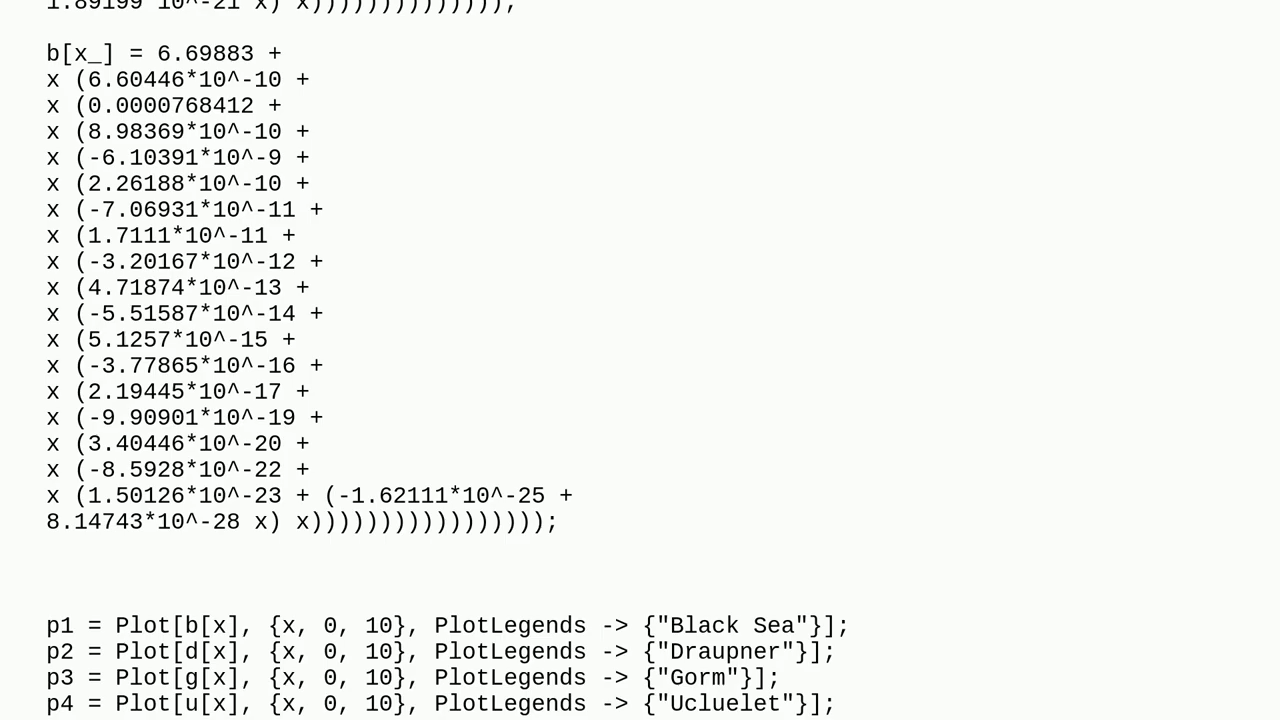 1.89199*10^-21 x) x))))))))))))));
b[x_] = 6.69883 +
x (6.60446*10^-10 +
x (0.0000768412 +
x (8.98369*10^-10 +
x (-6.10391*10^-9 +
x (2.26188*10^-10 +
x (-7.06931*10^-11 +
x (1.7111*10^-11 +
x (-3.20167*10^-12 +
x (4.71874*10^-13 +
x (-5.51587*10^-14 +
x (5.1257*10^-15 +
x (-3.77865*10^-16 +
x (2.19445*10^-17 +
x (-9.90901*10^-19 +
x (3.40446*10^-20 +
x (-8.5928*10^-22 +
x (1.50126*10^-23 + (-1.62111*10^-25 +
8.14743*10^-28 x) x)))))))))))))))));
p1 = Plot[b[x], {x, 0, 10}, PlotLegends -> {"Black Sea"}];
p2 = Plot[d[x], {x, 0, 10}, PlotLegends -> {"Draupner"}];
p3 = Plot[g[x], {x, 0, 10}, PlotLegends -> {"Gorm"}];
p4 = Plot[u[x], {x, 0, 10}, PlotLegends -> {"Ucluelet"}];